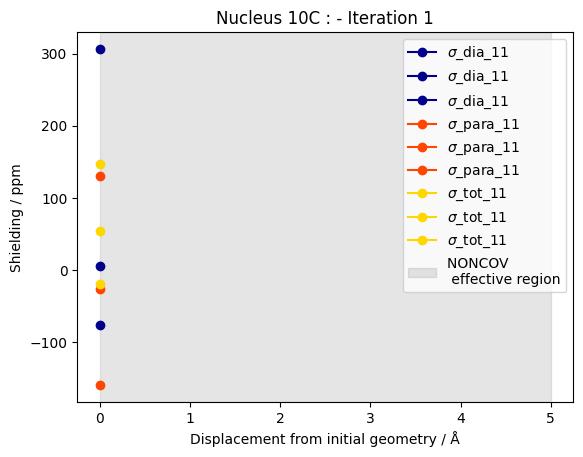 Nucleus 10C : - Iteration 1
300
200
100
0
−100
Shielding / ppm
0
1
2
3
4
5
Displacement from initial geometry / Å
σ_dia_11
σ_dia_11
σ_dia_11
σ_para_11
σ_para_11
σ_para_11
σ_tot_11
σ_tot_11
σ_tot_11
NONCOV
effective region